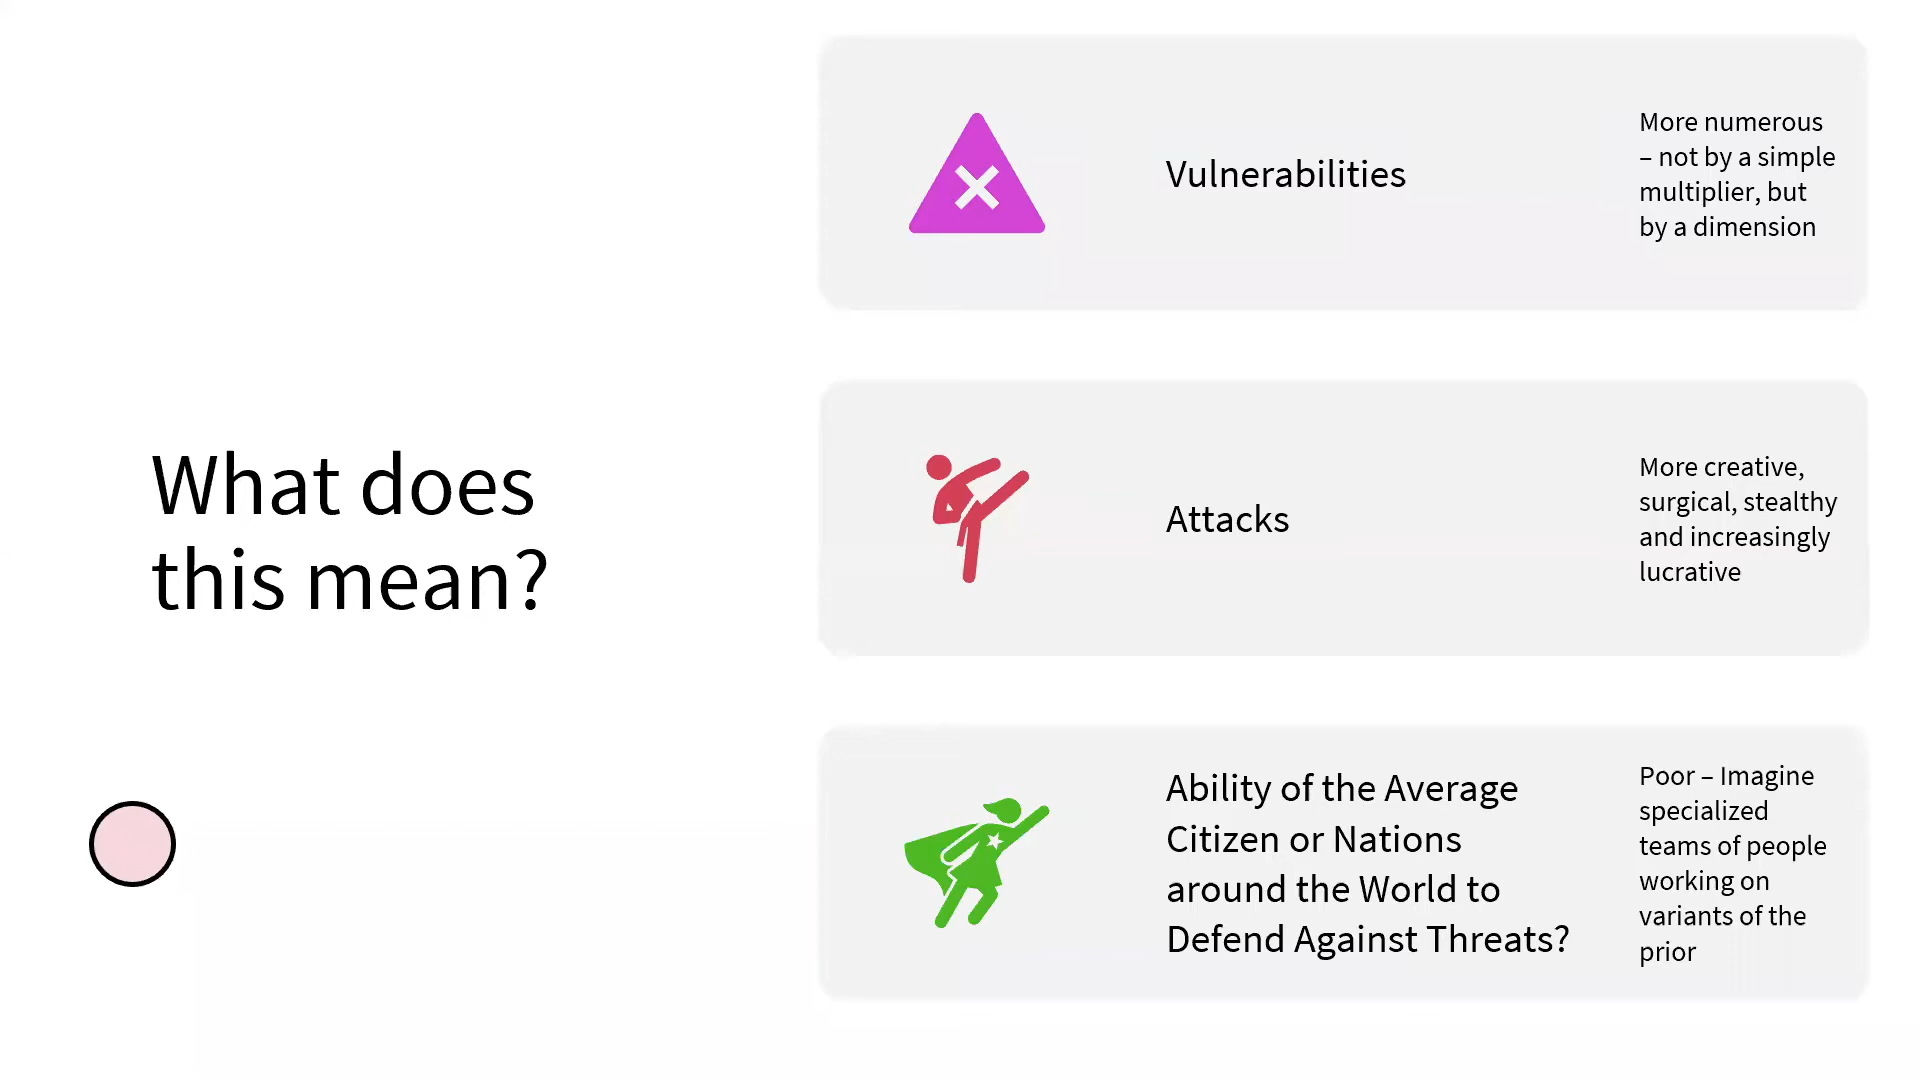 What does
this mean?
Vulnerabilities
More numerous
– not by a simple
multiplier, but
by a dimension
Attacks
More creative,
surgical, stealthy
and increasingly
lucrative
Ability of the Average
Citizen or Nations
around the World to
Defend Against Threats?
Poor – Imagine
specialized
teams of people
working on
variants of the
prior